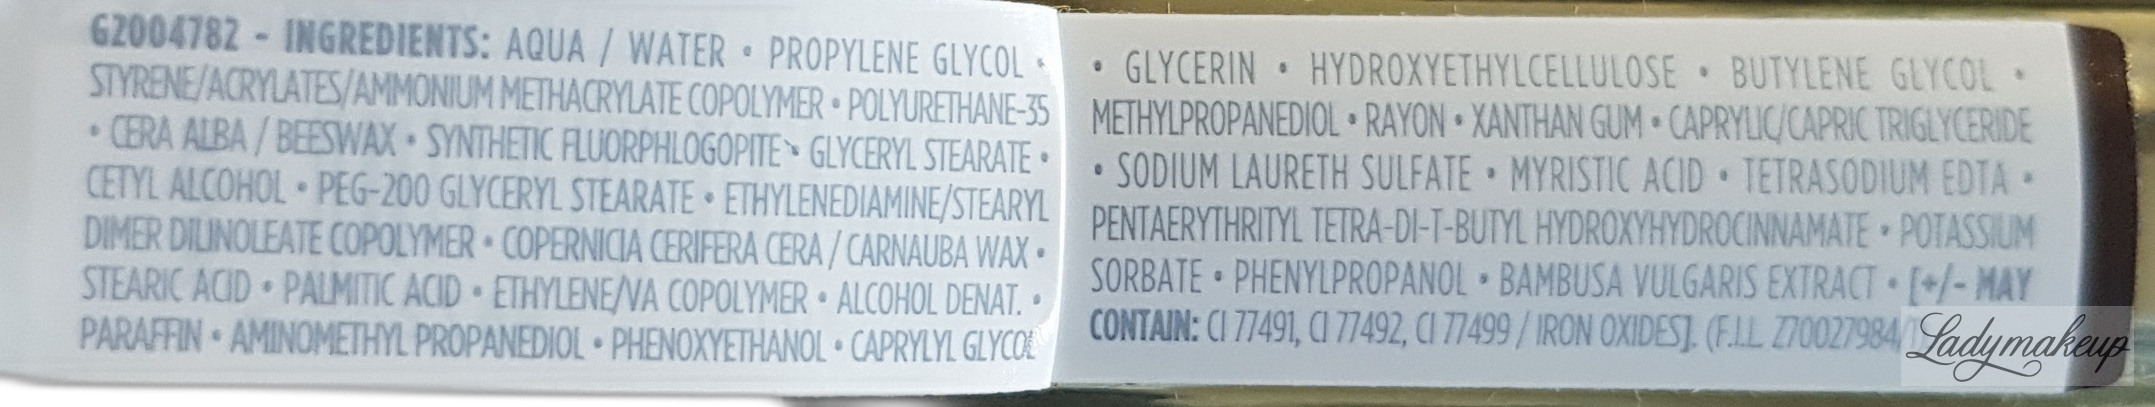 G2004782 - INGREDIENTS: AQUA / WATER • PROPYLENE GLYCOL •
STYRENE/ACRYLATES/AMMONIUM METHACRYLATE COPOLYMER • POLYURETHANE-35
• CERA ALBA / BEESWAX • SYNTHETIC FLUORPHLOGOPITE • GLYCERYL STEARATE •
CETYL ALCOHOL • PEG-200 GLYCERYL STEARATE • ETHYLENEDIAMINE/STEARYL
DIMER DILINOLEATE COPOLYMER • COPERNICIA CERIFERA CERA / CARNAUBA WAX •
STEARIC ACID • PALMITIC ACID • ETHYLENE/VA COPOLYMER • ALCOHOL DENAT. •
PARAFFIN • AMINOMETHYL PROPANEDIOL • PHENOXYETHANOL • CAPRYLYL GLYCOL
• GLYCERIN • HYDROXYETHYLCELLULOSE • BUTYLENE GLYCOL •
METHYLPROPANEDIOL • RAYON • XANTHAN GUM • CAPRYLIC/CAPRIC TRIGLYCERIDE
• SODIUM LAURETH SULFATE • MYRISTIC ACID • TETRASODIUM EDTA •
PENTAERYTHRITYL TETRA-DI-T-BUTYL HYDROXYHYDROCINNAMATE • POTASSIUM
SORBATE • PHENYLPROPANOL • BAMBUSA VULGARIS EXTRACT • [+/- MAY
CONTAIN: CI 77491, CI 77492, CI 77499 / IRON OXIDES]. (F.I.L. Z70027984/
Ladymakeup